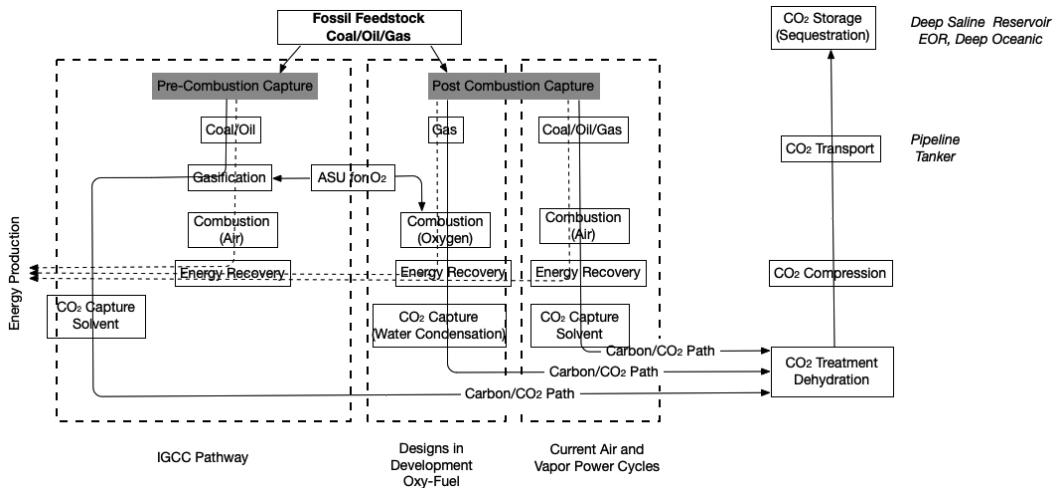 Fossil Feedstock
Coal/Oil/Gas
CO₂ Storage
(Sequestration)
Deep Saline Reservoir
EOR, Deep Oceanic
Pre-Combustion Capture
Post Combustion Capture
Coal/Oil
Gas
Coal/Oil/Gas
CO₂ Transport
Pipeline
Tanker
Gasification
ASU for O₂
Combustion
(Air)
Combustion
(Oxygen)
Combustion
(Air)
Energy Production
Energy Recovery
Energy Recovery
Energy Recovery
CO₂ Compression
CO₂ Capture
Solvent
CO₂ Capture
(Water Condensation)
CO₂ Capture
Solvent
Carbon/CO₂ Path
Carbon/CO₂ Path
Carbon/CO₂ Path
CO₂ Treatment
Dehydration
IGCC Pathway
Designs in
Development
Oxy-Fuel
Current Air and
Vapor Power Cycles